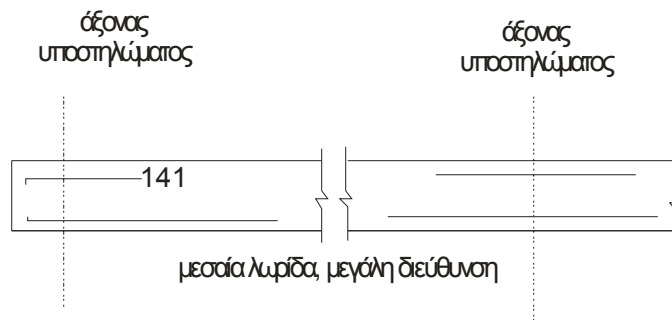 άξονας
υποστηλώματος
άξονας
υποστηλώματος
141
μεσαία λωρίδα, μεγάλη διεύθυνση